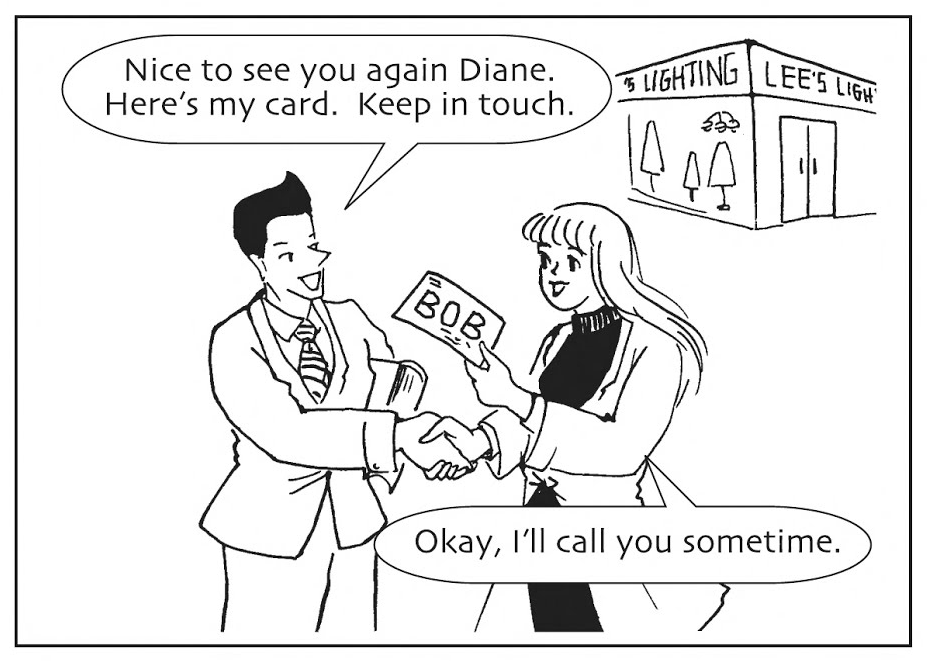 Nice to see you again Diane.
Here's my card.  Keep in touch.
'S LIGHTING
LEE'S LIGH
BOB
Okay, I'll call you sometime.